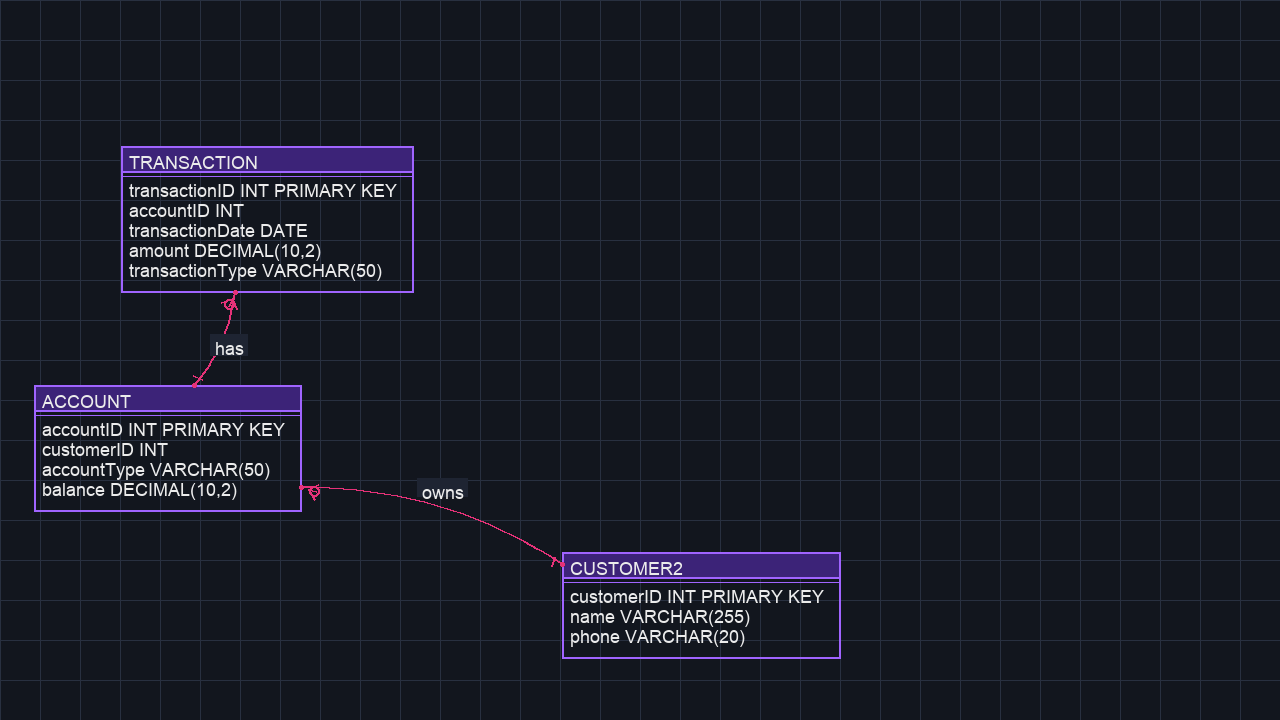 TRANSACTION
transactionID INT PRIMARY KEY
accountID INT
transactionDate DATE
amount DECIMAL(10,2)
transactionType VARCHAR(50)
has
ACCOUNT
accountID INT PRIMARY KEY
customerID INT
accountType VARCHAR(50)
balance DECIMAL(10,2)
owns
CUSTOMER2
customerID INT PRIMARY KEY
name VARCHAR(255)
phone VARCHAR(20)